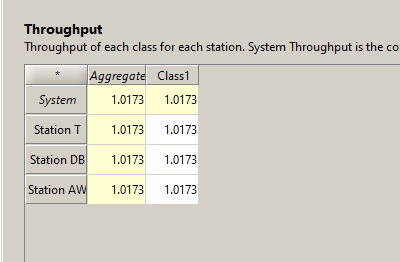 Throughput
Throughput of each class for each station. System Throughput is the co
* Aggregate Class1
System 1.0173 1.0173
Station T 1.0173 1.0173
Station DB 1.0173 1.0173
Station AW 1.0173 1.0173